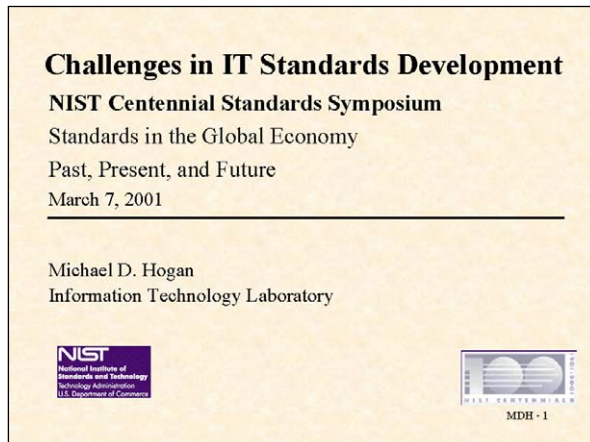 Challenges in IT Standards Development
NIST Centennial Standards Symposium
Standards in the Global Economy
Past, Present, and Future
March 7, 2001
Michael D. Hogan
Information Technology Laboratory
NIST
National Institute of
Standards and Technology
Technology Administration
U.S. Department of Commerce
100
NIST CENTENNIAL
MDH - 1